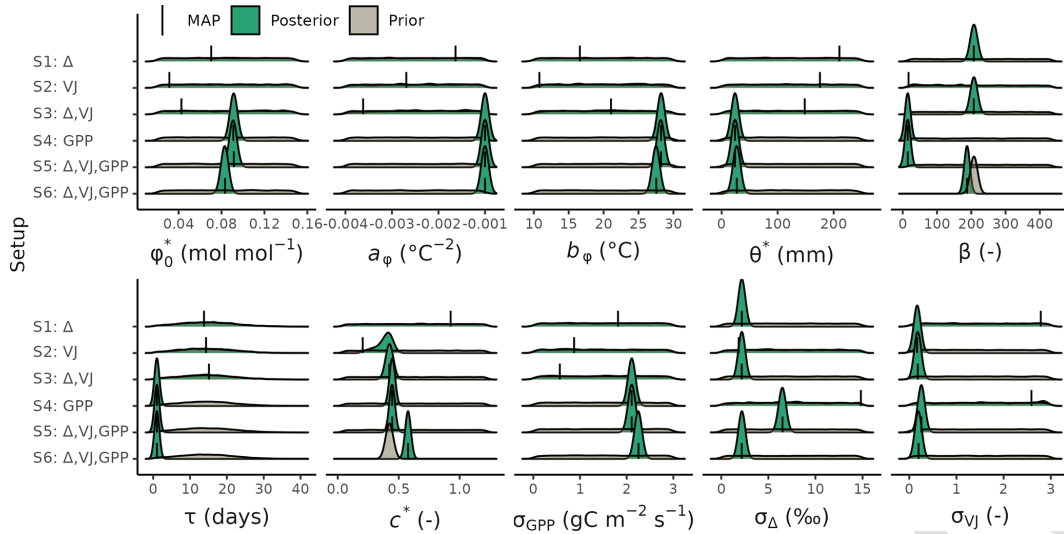 MAP Posterior Prior
Setup
S1: Δ
S2: VJ
S3: Δ,VJ
S4: GPP
S5: Δ,VJ,GPP
S6: Δ,VJ,GPP
0.04 0.08 0.12 0.16 -0.004 -0.003 -0.002 -0.001 10 15 20 25 30 0 50 100 150 200 0 100 200 300 400
φ₀* (mol mol⁻¹) aφ (°C⁻²) bφ (°C) θ* (mm) β (-)
S1: Δ
S2: VJ
S3: Δ,VJ
S4: GPP
S5: Δ,VJ,GPP
S6: Δ,VJ,GPP
0 10 20 30 40 0.0 0.5 1.0 0 1 2 3 0 5 10 15 0 1 2 3
τ (days) c* (-) σGPP (gC m⁻² s⁻¹) σΔ (‰) σVJ (-)